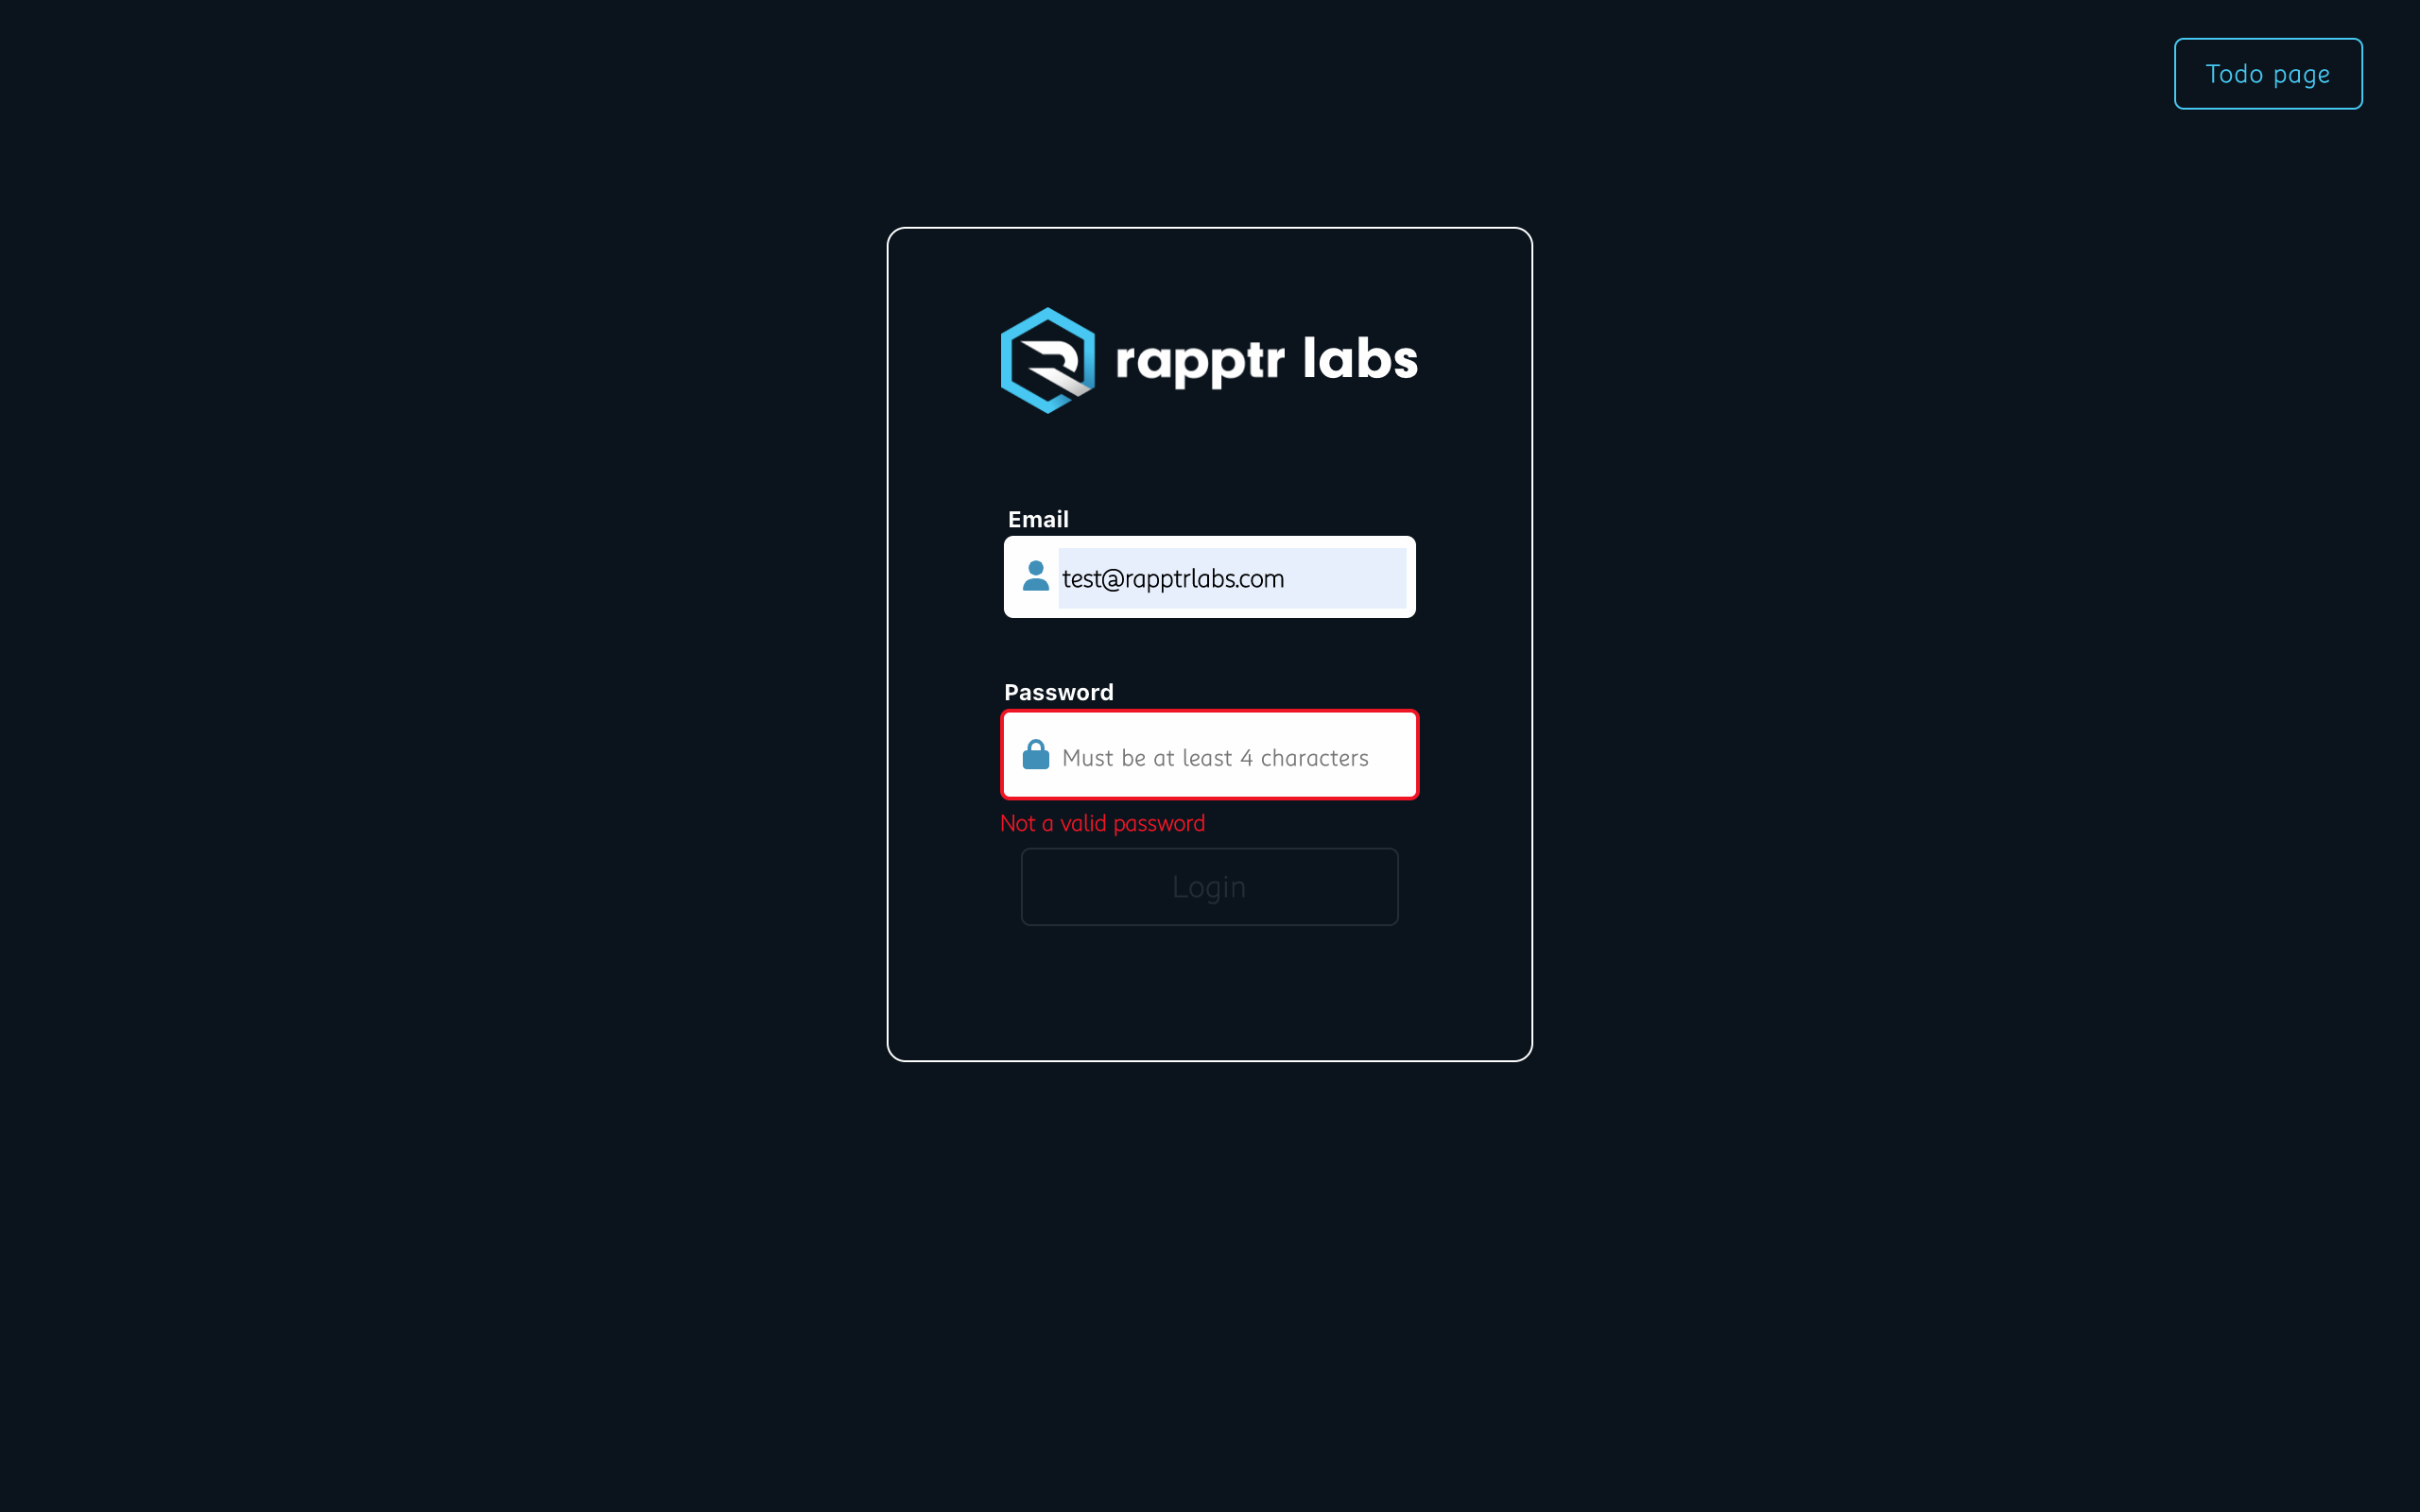 Todo page
rapptr labs
Email
test@rapptrlabs.com
Password
Must be at least 4 characters
Not a valid password
Login